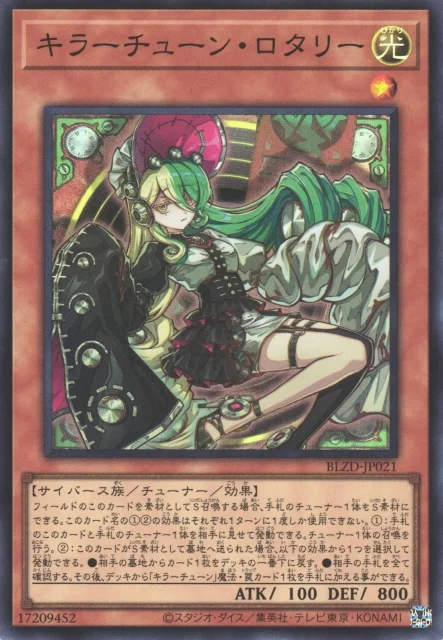 キラーチューン・ロタリー
光
BLZD-JP021
【サイバース族／チューナー／効果】
フィールドのこのカードを素材としてS召喚する場合、手札のチューナー1体もS素材に
できる。このカード名の①②の効果はそれぞれ1ターンに1度しか使用できない。①：手札
のこのカードと手札のチューナー1体を相手に見せて発動できる。チューナー1体の召喚を
行う。②：このカードがS素材として墓地へ送られた場合、以下の効果から1つを選択して
発動できる。●相手の墓地からカード1枚をデッキの一番下に戻す。●相手の手札を全て
確認する。その後、デッキから「キラーチューン」魔法・罠カード1枚を手札に加える事ができる。
ATK/ 100 DEF/ 800
17209452 ©スタジオ・ダイス/集英社・テレビ東京・KONAMI